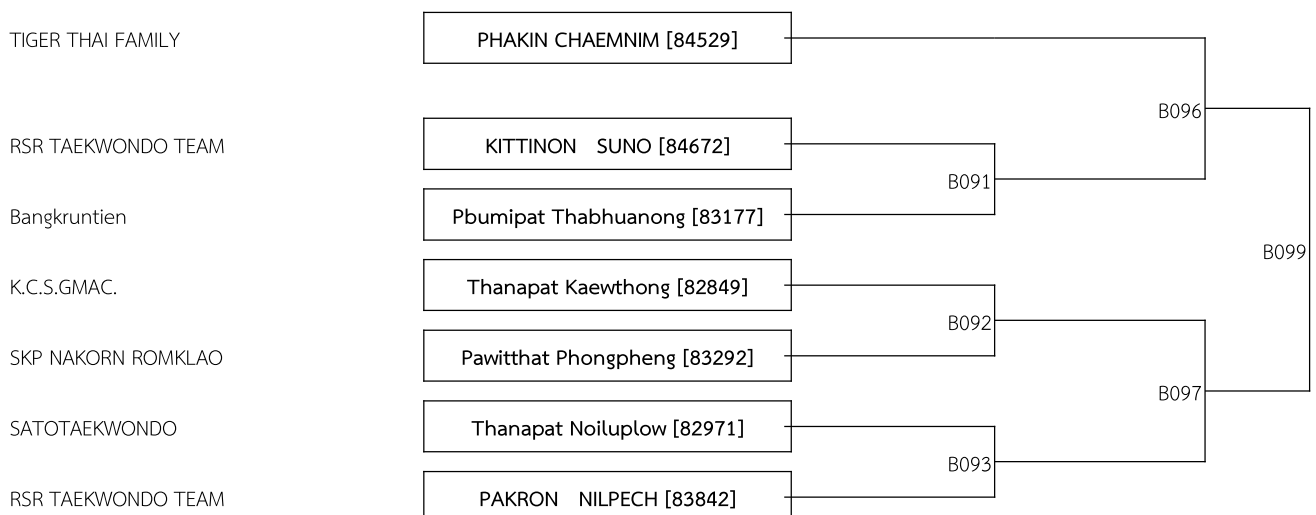 TIGER THAI FAMILY
PHAKIN CHAEMNIM [84529]
B096
RSR TAEKWONDO TEAM
KITTINON SUNO [84672]
B091
Bangkruntien
Pbumipat Thabhuanong [83177]
B099
K.C.S.GMAC.
Thanapat Kaewthong [82849]
B092
SKP NAKORN ROMKLAO
Pawitthat Phongpheng [83292]
B097
SATOTAEKWONDO
Thanapat Noiluplow [82971]
B093
RSR TAEKWONDO TEAM
PAKRON NILPECH [83842]